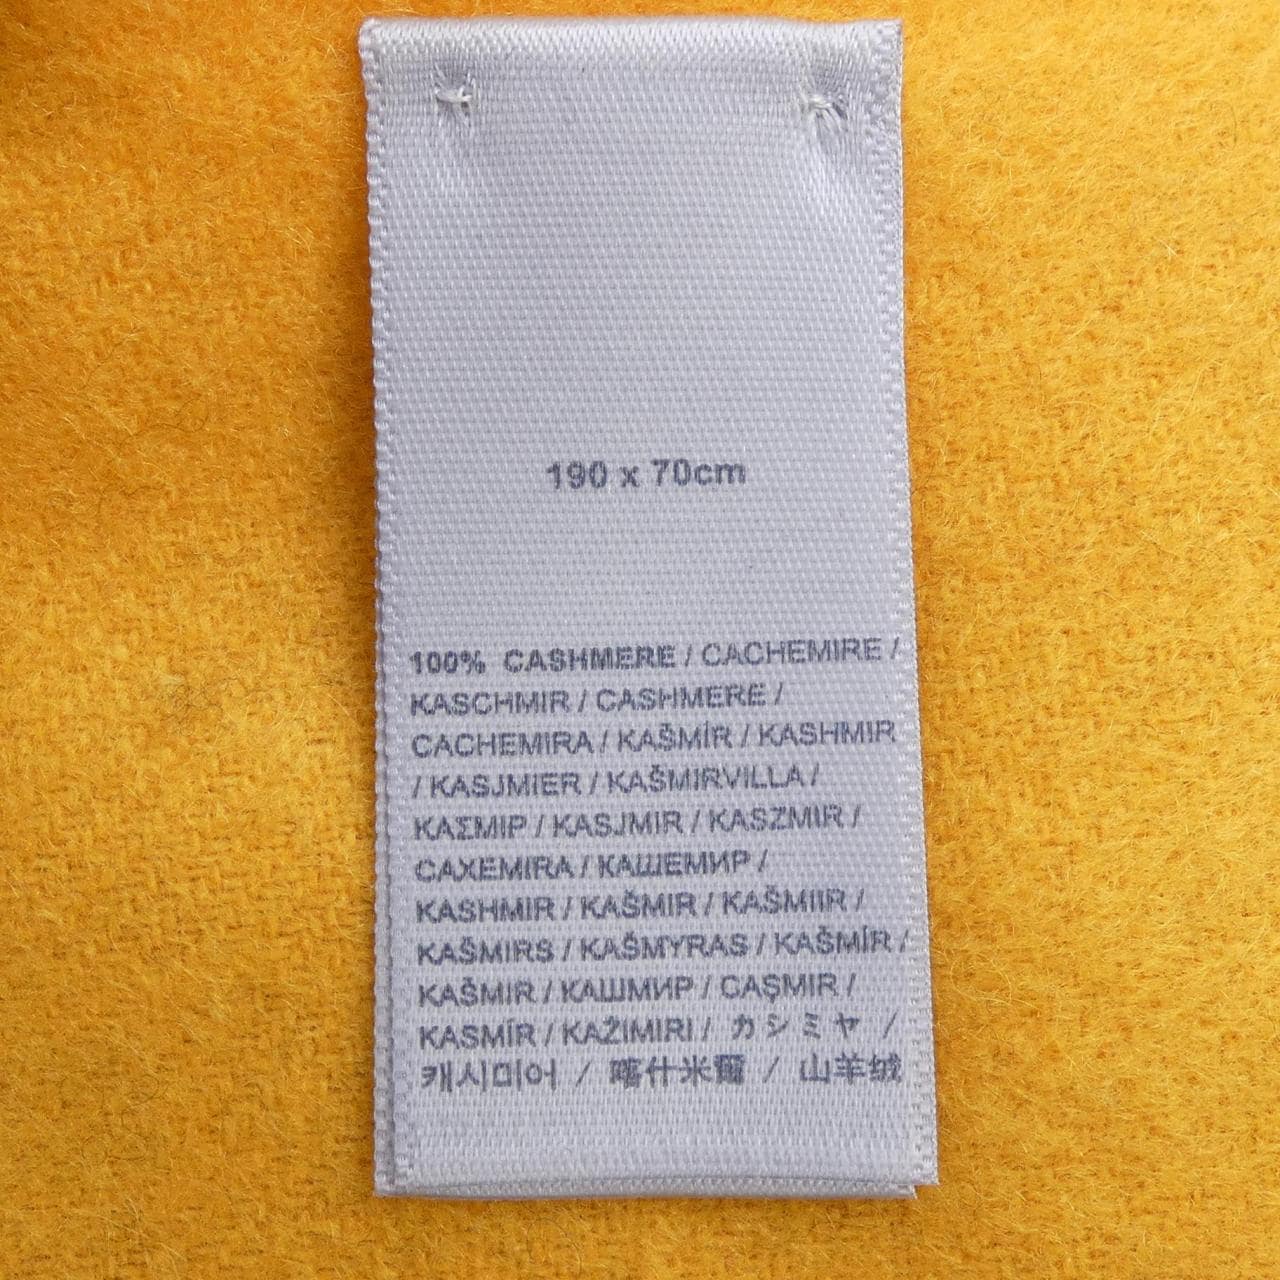 190 x 70cm
100% CASHMERE / CACHEMIRE /
KASCHMIR / CASHMERE /
CACHEMIRA / KAŠMÍR / KASHMIR
/ KASJMIER / KAŠMIRVILLA /
ΚΑΣΜΙΡ / KASJMIR / KASZMIR /
CAXEMIRA / КАШЕМИР /
KASHMIR / KAŠMIR / KAŠMIIR /
KAŠMIRS / KAŠMYRAS / KAŠMÍR /
KAŠMIR / КАШМИР / CAŞMIR /
KASMÍR / KAŽIMIRI / カシミヤ /
캐시미어 / 喀什米爾 / 山羊绒